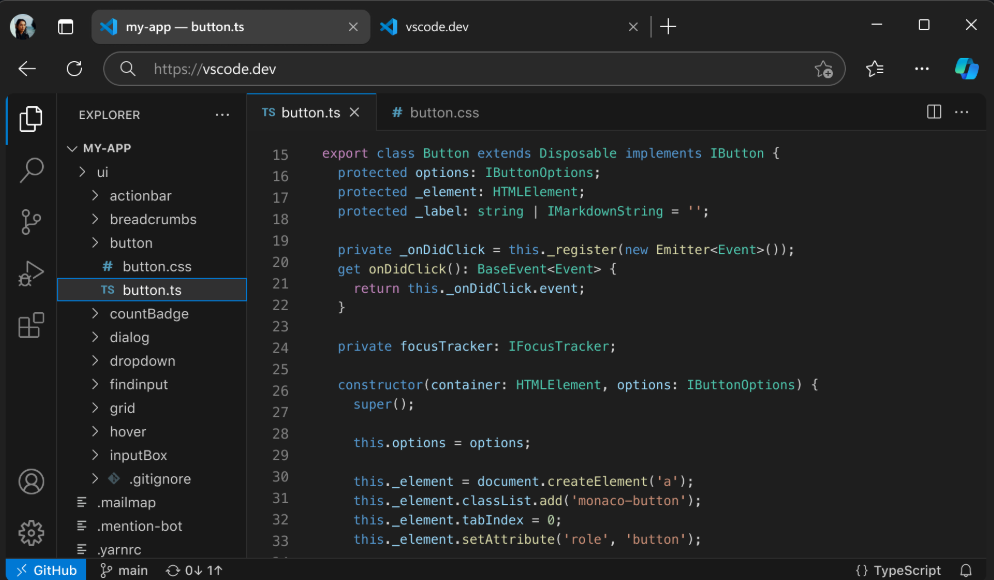 my-app — button.ts
vscode.dev
https://vscode.dev
EXPLORER
TS button.ts
# button.css
MY-APP
ui
actionbar
breadcrumbs
button
# button.css
TS button.ts
countBadge
dialog
dropdown
findinput
grid
hover
inputBox
.gitignore
.mailmap
.mention-bot
.yarnrc
15 export class Button extends Disposable implements IButton {
16 protected options: IButtonOptions;
17 protected _element: HTMLElement;
18 protected _label: string | IMarkdownString = '';
19
20 private _onDidClick = this._register(new Emitter<Event>());
21 get onDidClick(): BaseEvent<Event> {
22 return this._onDidClick.event;
23 }
24
25 private focusTracker: IFocusTracker;
26
27 constructor(container: HTMLElement, options: IButtonOptions) {
28 super();
29
30 this.options = options;
31
32 this._element = document.createElement('a');
33 this._element.classList.add('monaco-button');
this._element.tabIndex = 0;
this._element.setAttribute('role', 'button');
GitHub
main
0↓ 1↑
{} TypeScript